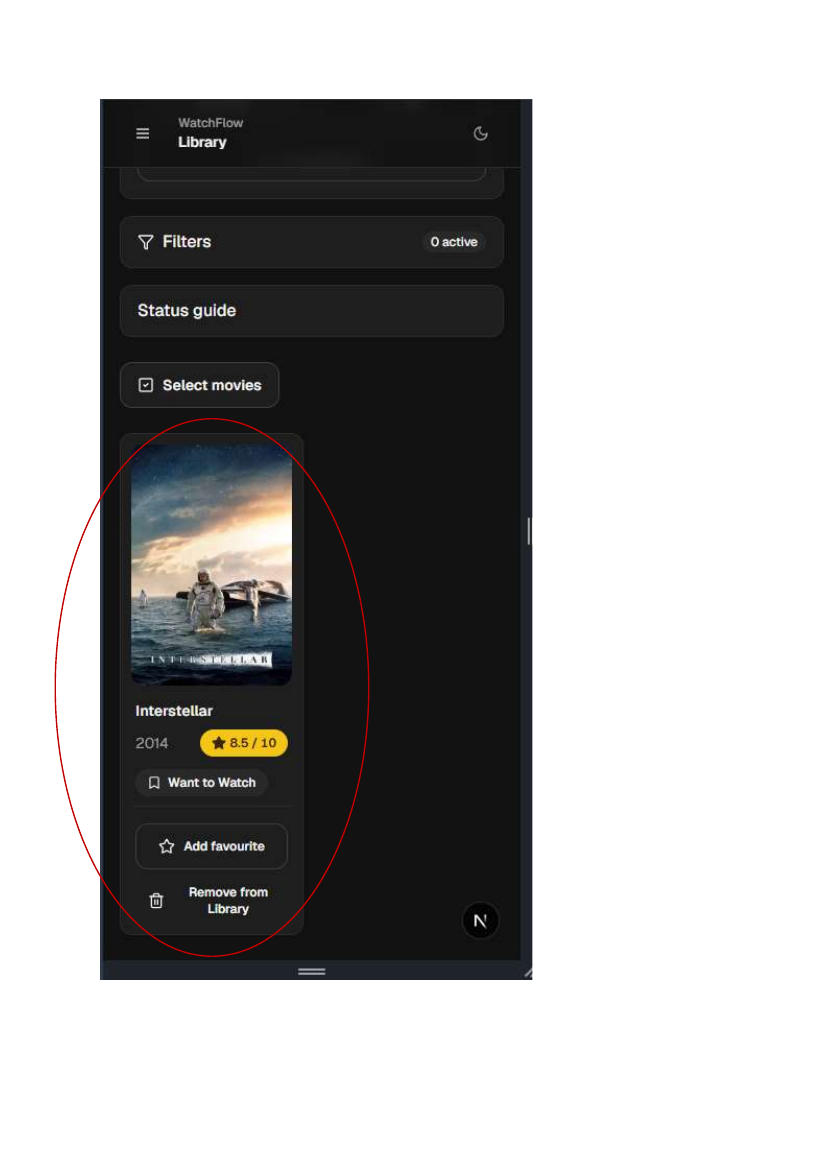 WatchFlow
Library
Filters
0 active
Status guide
Select movies
INTERSTELLAR
Interstellar
2014
8.5 / 10
Want to Watch
Add favourite
Remove from
Library
N